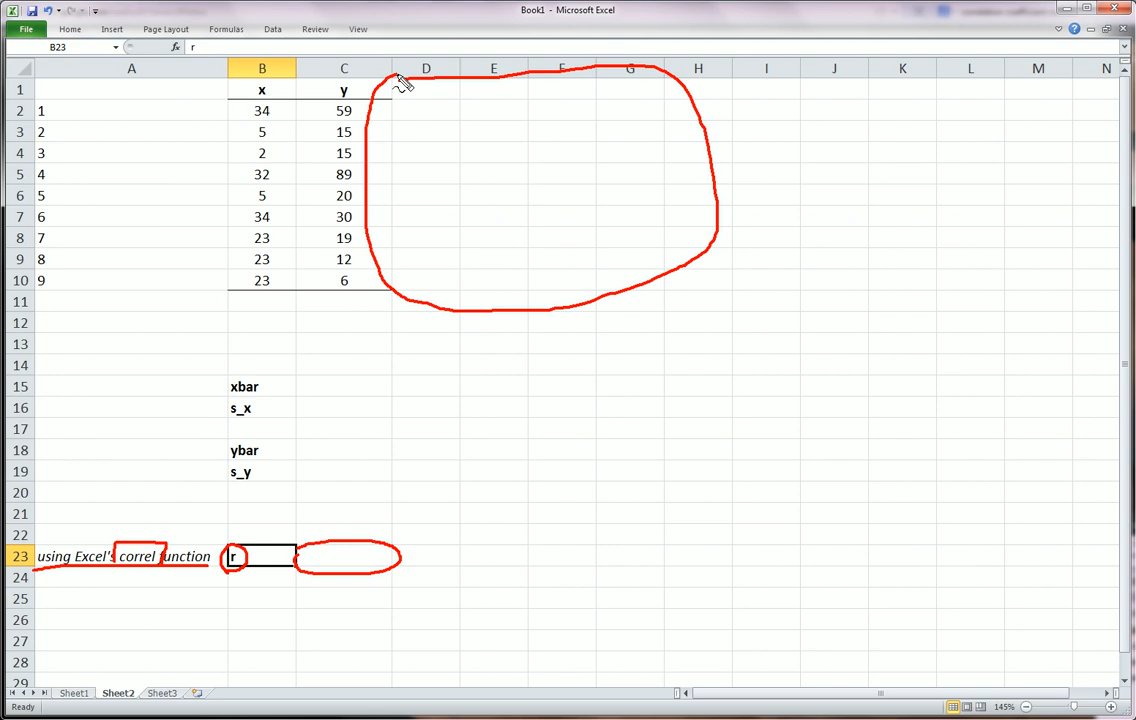 Book1 - Microsoft Excel
File Home Insert Page Layout Formulas Data Review View
B23 fx r
A B C D E F G H I J K L M N
1 x y
2 1 34 59
3 2 5 15
4 3 2 15
5 4 32 89
6 5 5 20
7 6 34 30
8 7 23 19
9 8 23 12
10 9 23 6
11
12
13
14
15 xbar
16 s_x
17
18 ybar
19 s_y
20
21
22
23 using Excel's correl function r
24
25
26
27
28
29
Sheet1 Sheet2 Sheet3
Ready 145%